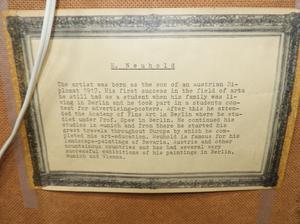 E. Neuhold
The artist was born as the son of an Austrian Di-
plomat 1912. His first success in the field of arts
he still had as a student when his family was li-
ving in Berlin and he took part in a students con-
test for advertising-posters. After this he attended
the Academy of Fine Art in Berlin where he stu-
died under Prof. Spee in Berlin. He continued his
studies in Munich and from there he started his
great travels throughout Europe by which he com-
pleted his art-education. Neuhold is famous for his
landscape-paintings of Bavaria, Austria and other
mountainous countries and has had several very
successful exhibitions of his paintings in Berlin,
Munich and Vienna.